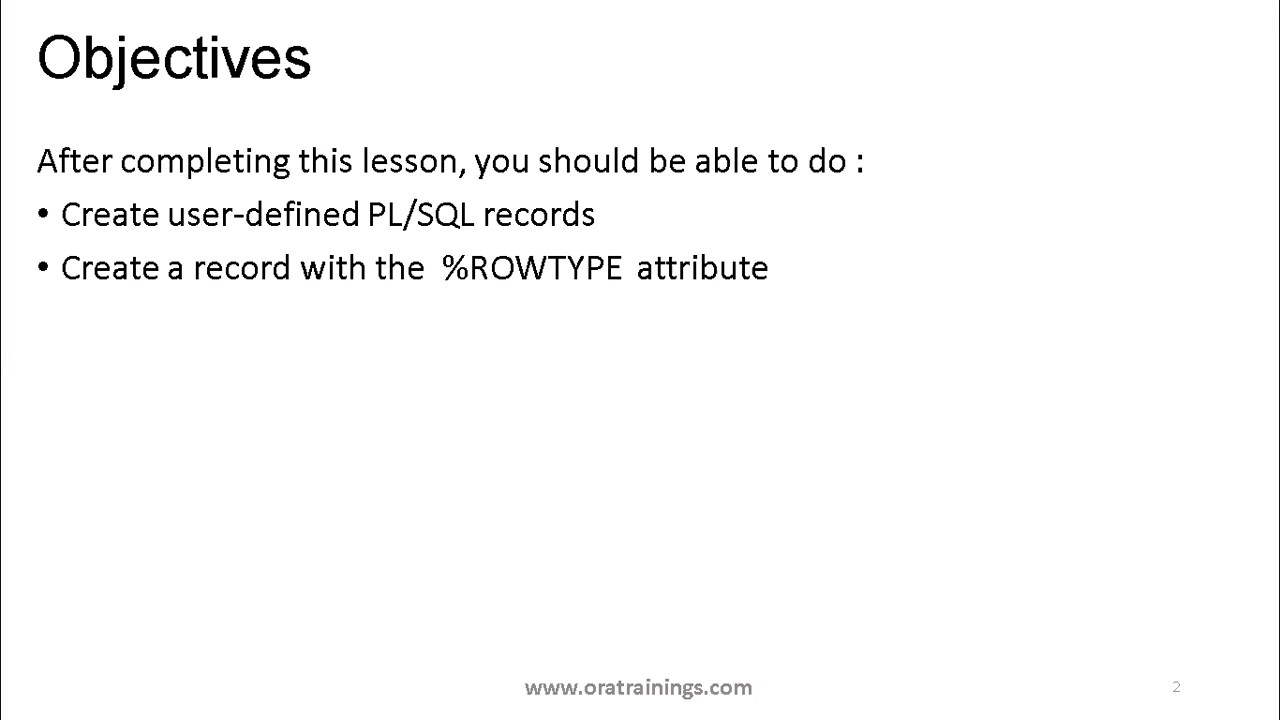 Objectives
After completing this lesson, you should be able to do :
• Create user-defined PL/SQL records
• Create a record with the %ROWTYPE attribute
www.oratrainings.com
2